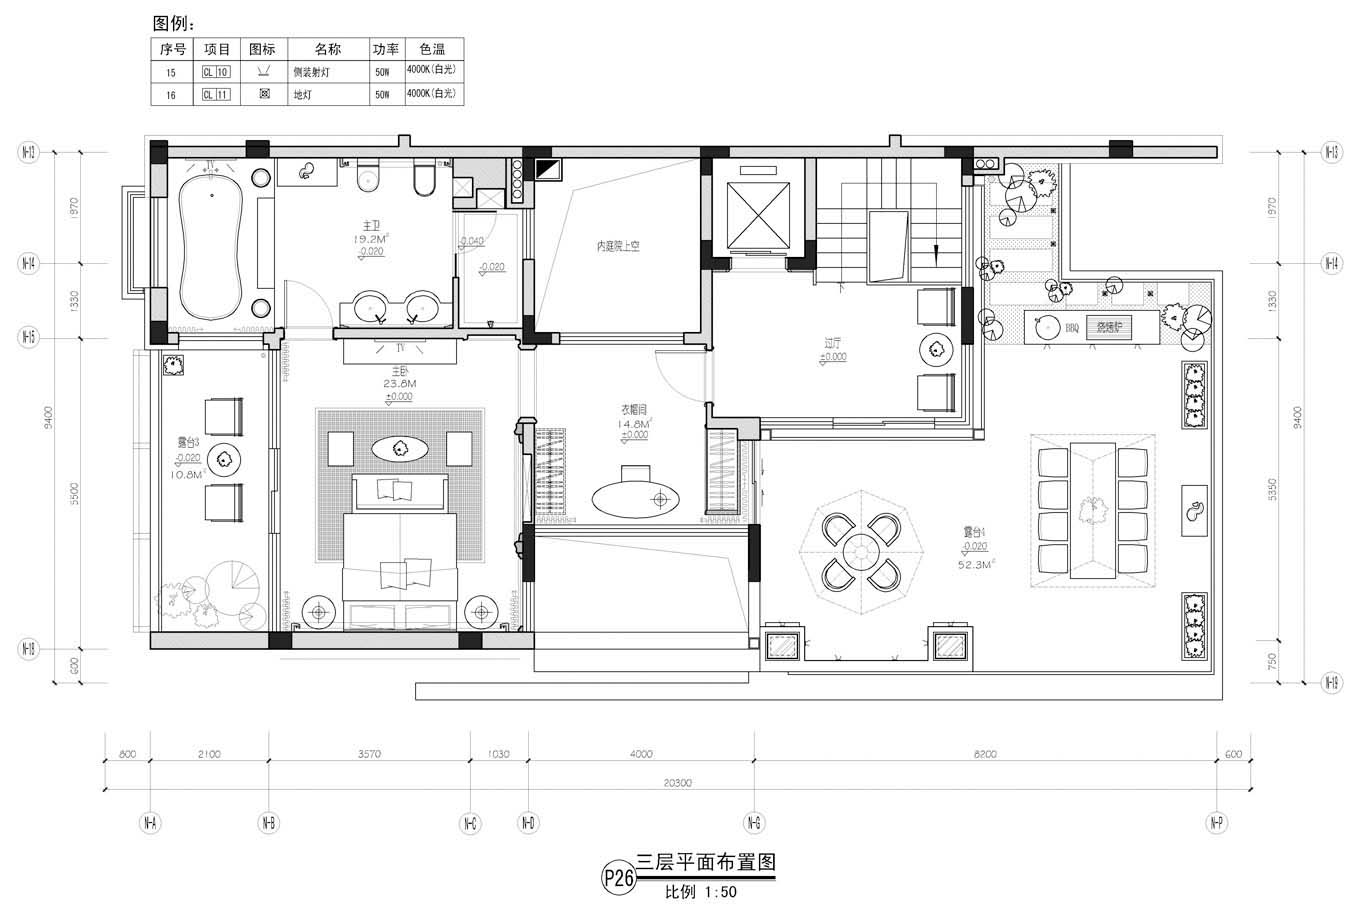 图例：
序号 项目 图标 名称 功率 色温
15 CL 10 侧装射灯 50W 4000K(白光)
16 CL 11 地灯 50W 4000K(白光)
N-13
N-14
N-15
N-18
1970
1330
5500
600
9400
TV
主卫
19.2M²
-0.020
-0.040
-0.020
内庭院上空
过厅
±0.000
BBQ
烧烤炉
TV
主卧
23.8M
±0.000
衣帽间
14.8M²
±0.000
露台3
-0.020
10.8M²
露台4
-0.020
52.3M²
N-13
N-14
N-19
1970
1330
5350
750
9400
800 2100 3570 1030 4000 8200 600
20300
N-A N-B N-C N-D N-G N-P
P26 三层平面布置图
比例 1:50